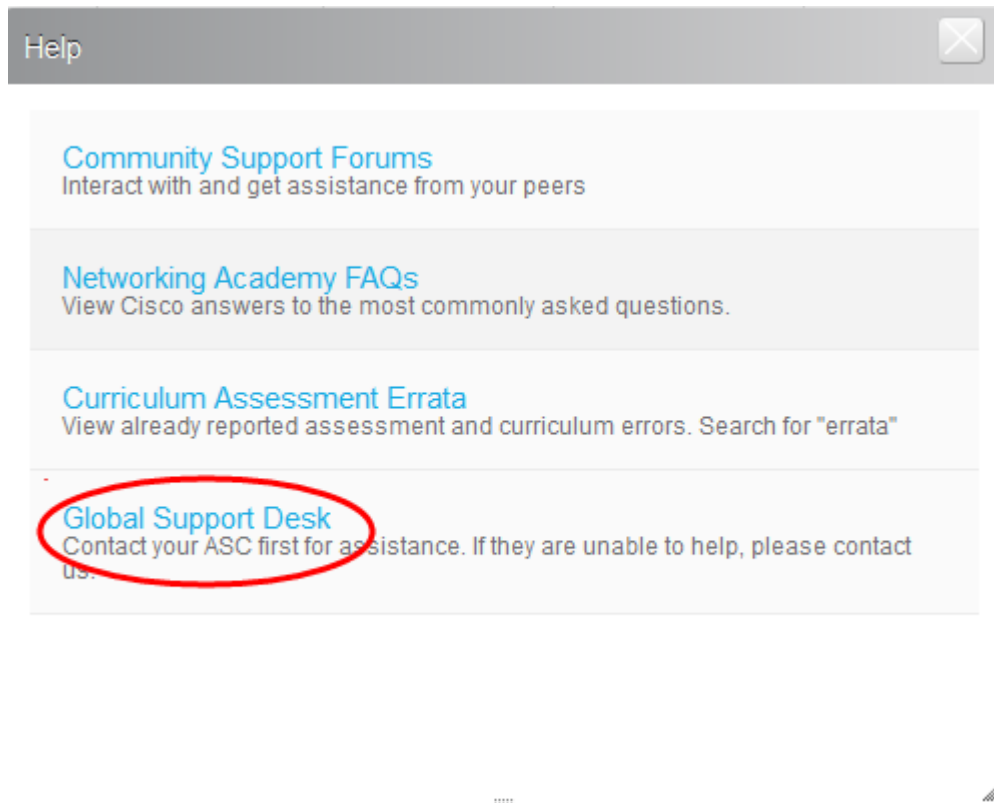 Help
Community Support Forums
Interact with and get assistance from your peers
Networking Academy FAQs
View Cisco answers to the most commonly asked questions.
Curriculum Assessment Errata
View already reported assessment and curriculum errors. Search for "errata"
Global Support Desk
Contact your ASC first for assistance. If they are unable to help, please contact
us.